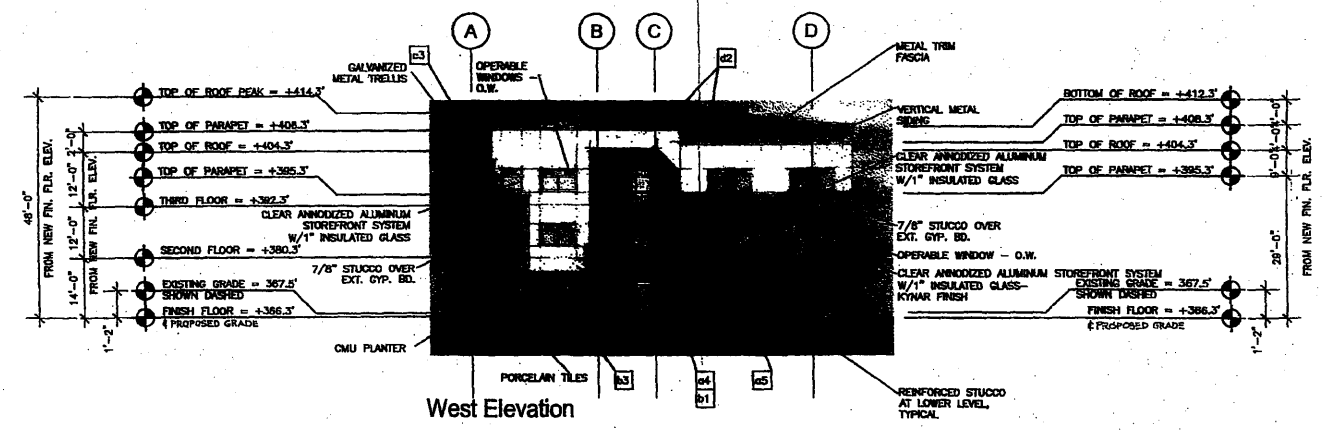 A
B
C
D
c3
d2
GALVANIZED
METAL TRELLIS
OPERABLE
WINDOWS -
O.W.
METAL TRIM
FASCIA
TOP OF ROOF PEAK = +414.3'
TOP OF PARAPET = +408.3'
TOP OF ROOF = +404.3'
TOP OF PARAPET = +395.3'
THIRD FLOOR = +392.3'
CLEAR ANNODIZED ALUMINUM
STOREFRONT SYSTEM
W/1" INSULATED GLASS
SECOND FLOOR = +380.3'
7/8" STUCCO OVER
EXT. GYP. BD.
EXISTING GRADE = 367.5'
SHOWN DASHED
FINISH FLOOR = +366.3'
¢ PROPOSED GRADE
CMU PLANTER
48'-0"
FROM NEW FIN. FLR. ELEV.
2'-0"
12'-0"
12'-0"
14'-0"
FROM NEW FIN. FLR. ELEV.
1'-2"
BOTTOM OF ROOF = +412.3'
TOP OF PARAPET = +408.3'
VERTICAL METAL
SIDING
TOP OF ROOF = +404.3'
CLEAR ANNODIZED ALUMINUM
STOREFRONT SYSTEM
W/1" INSULATED GLASS
TOP OF PARAPET = +395.3'
7/8" STUCCO OVER
EXT. GYP. BD.
OPERABLE WINDOW - O.W.
CLEAR ANNODIZED ALUMINUM STOREFRONT SYSTEM
W/1" INSULATED GLASS-
KYNAR FINISH
EXISTING GRADE = 367.5'
SHOWN DASHED
FINISH FLOOR = +366.3'
¢ PROPOSED GRADE
9'-0"
29'-0"
FROM NEW FIN. FLR. ELEV.
1'-2"
PORCELAIN TILES
b3
a4
b1
a5
REINFORCED STUCCO
AT LOWER LEVEL,
TYPICAL
West Elevation